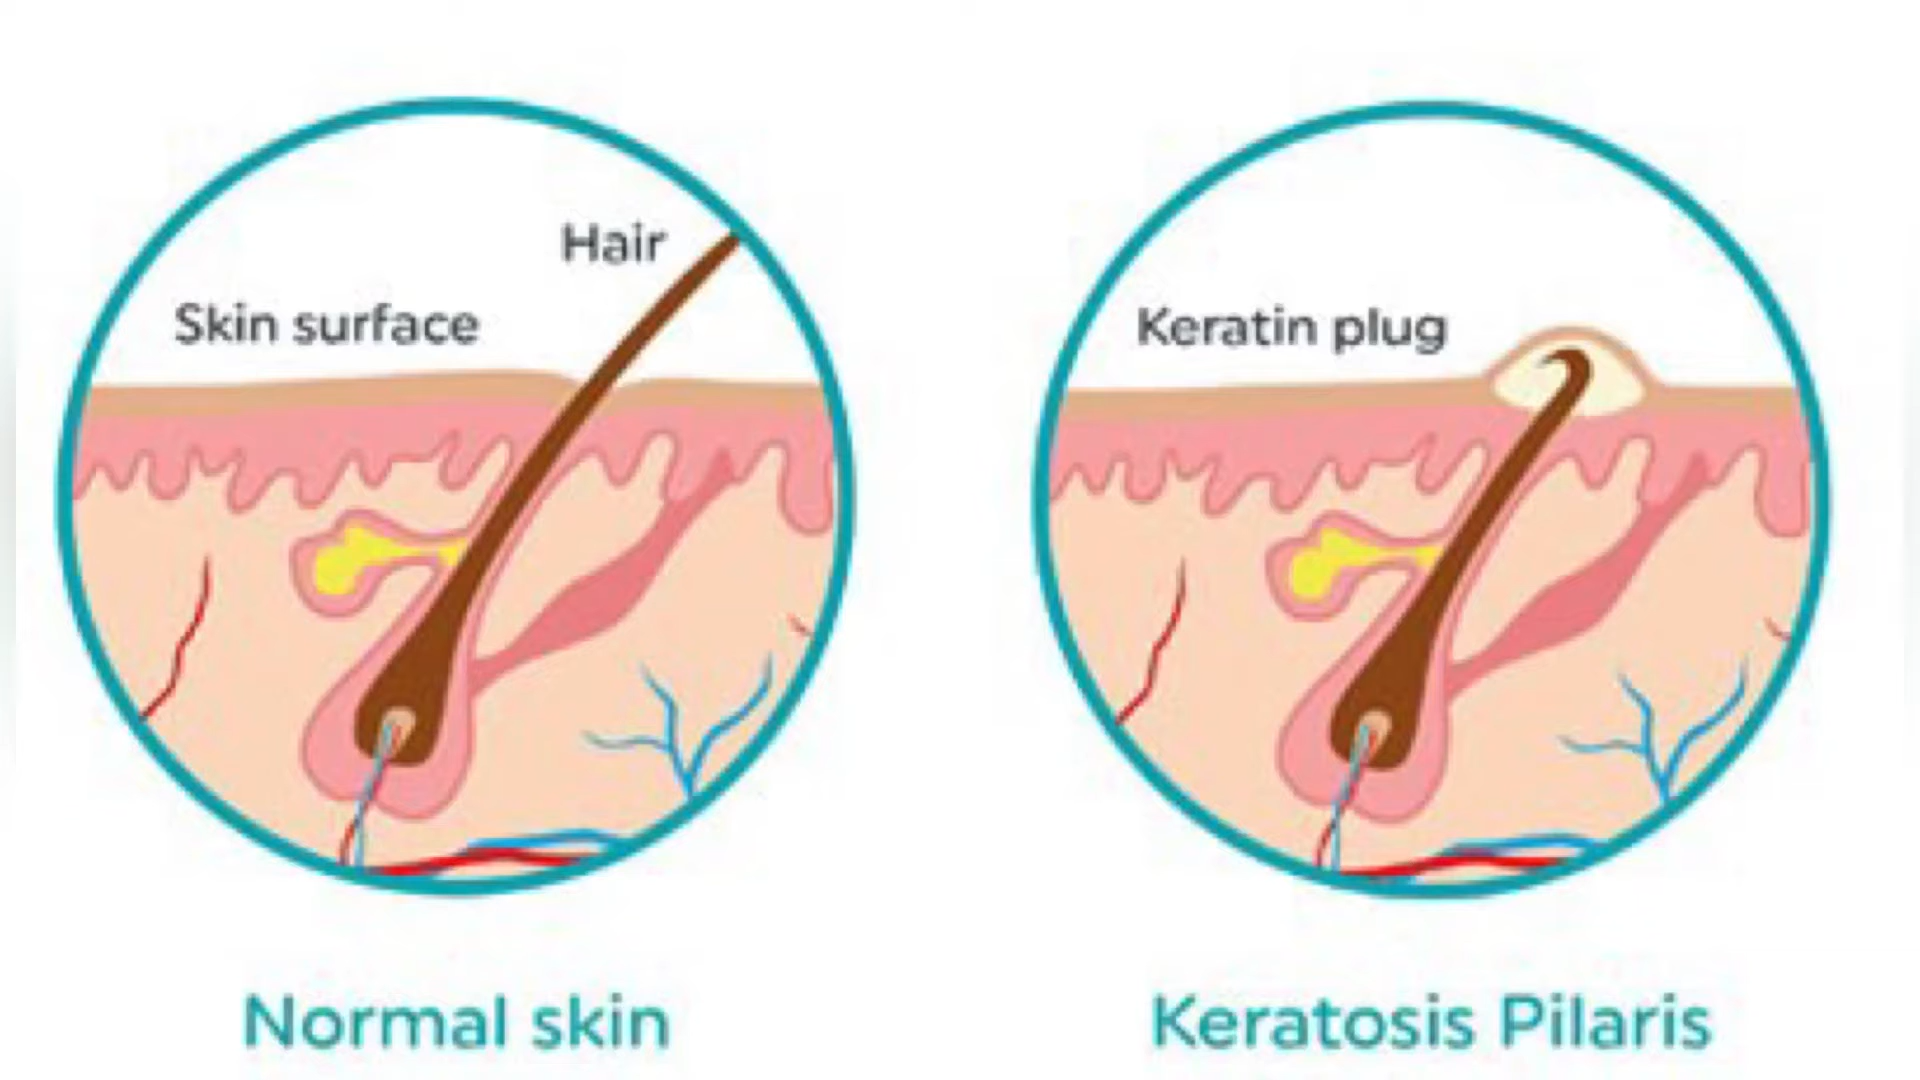 Hair
Skin surface
Keratin plug
Normal skin
Keratosis Pilaris